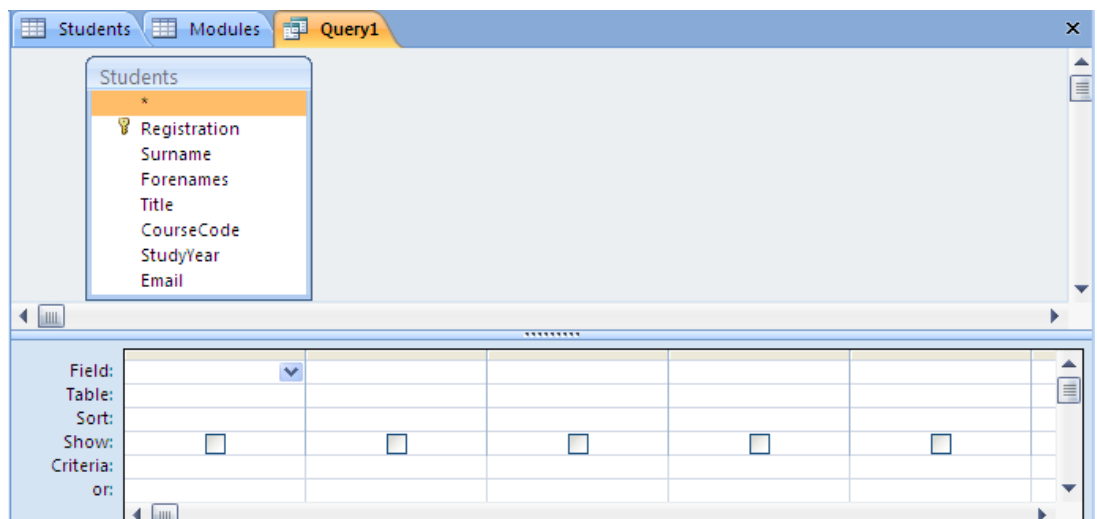 Students Modules Query1
Students
*
Registration
Surname
Forenames
Title
CourseCode
StudyYear
Email
Field:
Table:
Sort:
Show:
Criteria:
or: